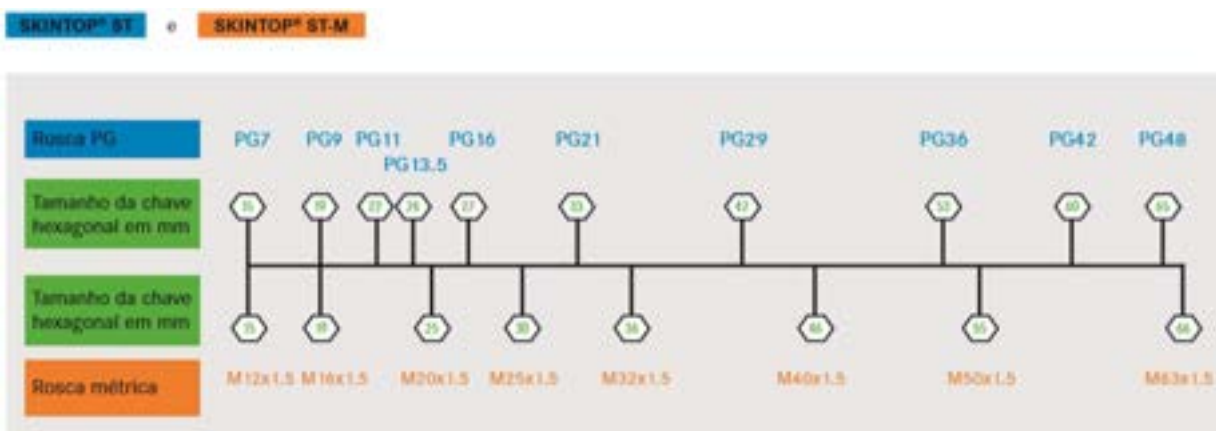 SKINTOP® ST e SKINTOP® ST-M
Rosca PG
PG7 PG9 PG11 PG16 PG21 PG29 PG36 PG42 PG48
PG13.5
Tamanho da chave
hexagonal em mm
15 19 22 27 33 42 53 60 65
Tamanho da chave
hexagonal em mm
15 19 25 30 36 46 55 66
Rosca métrica
M12x1.5 M16x1.5 M20x1.5 M25x1.5 M32x1.5 M40x1.5 M50x1.5 M63x1.5